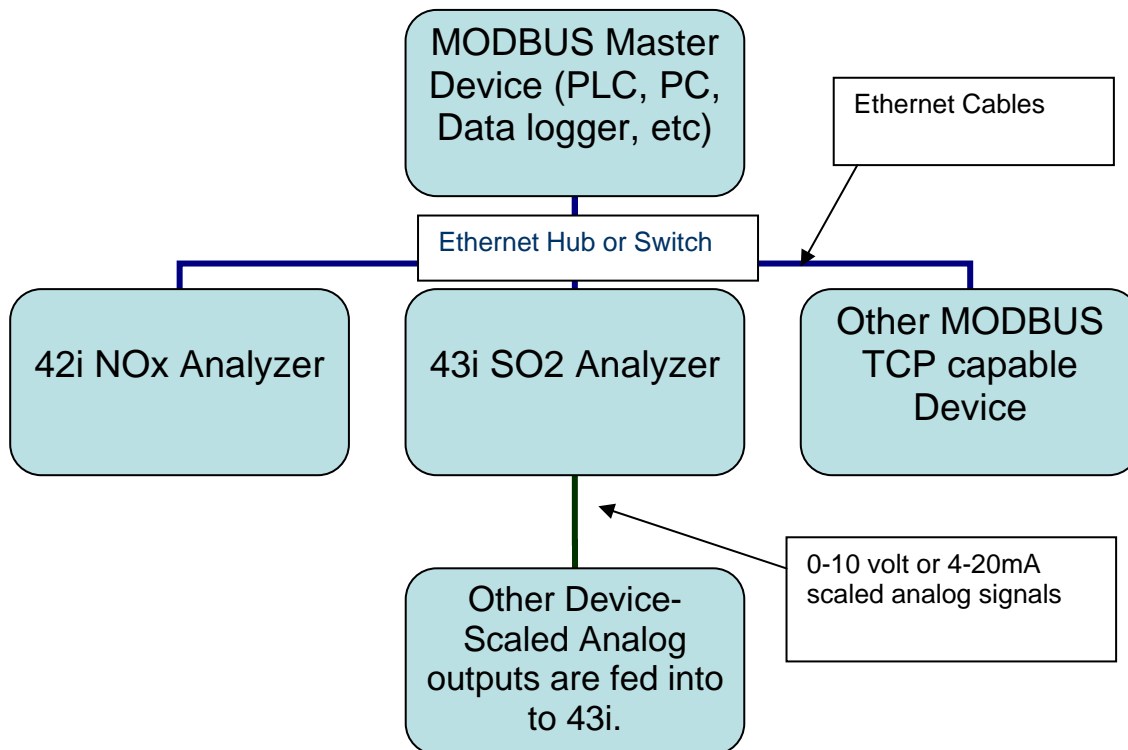 MODBUS Master
Device (PLC, PC,
Data logger, etc)
Ethernet Cables
Ethernet Hub or Switch
42i NOx Analyzer
43i SO2 Analyzer
Other MODBUS
TCP capable
Device
0-10 volt or 4-20mA
scaled analog signals
Other Device-
Scaled Analog
outputs are fed into
to 43i.